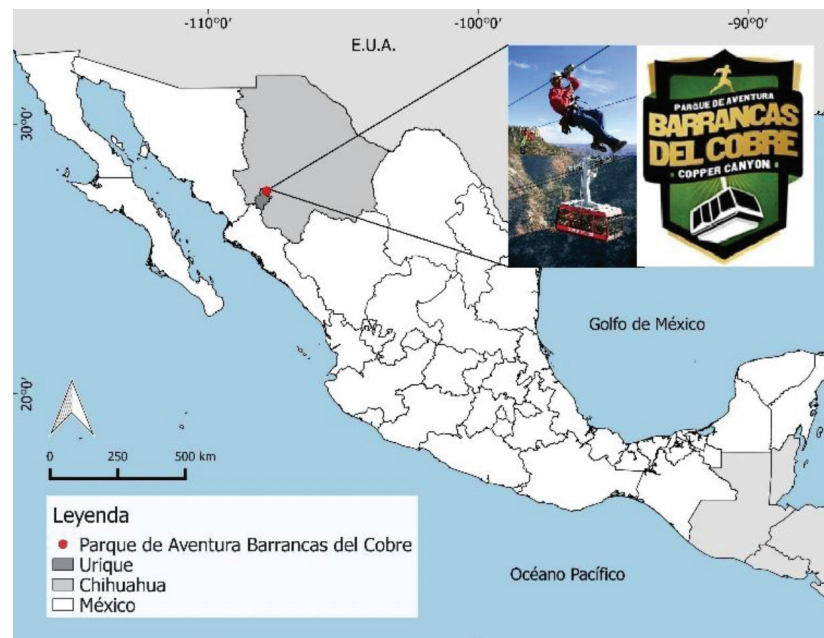 -110°0'
-100°0'
-90°0'
E.U.A.
PARQUE DE AVENTURA
BARRANCAS
DEL COBRE
COPPER CANYON
30°0'
Golfo de México
20°0'
0 250 500 km
Leyenda
Parque de Aventura Barrancas del Cobre
Urique
Chihuahua
México
Océano Pacífico